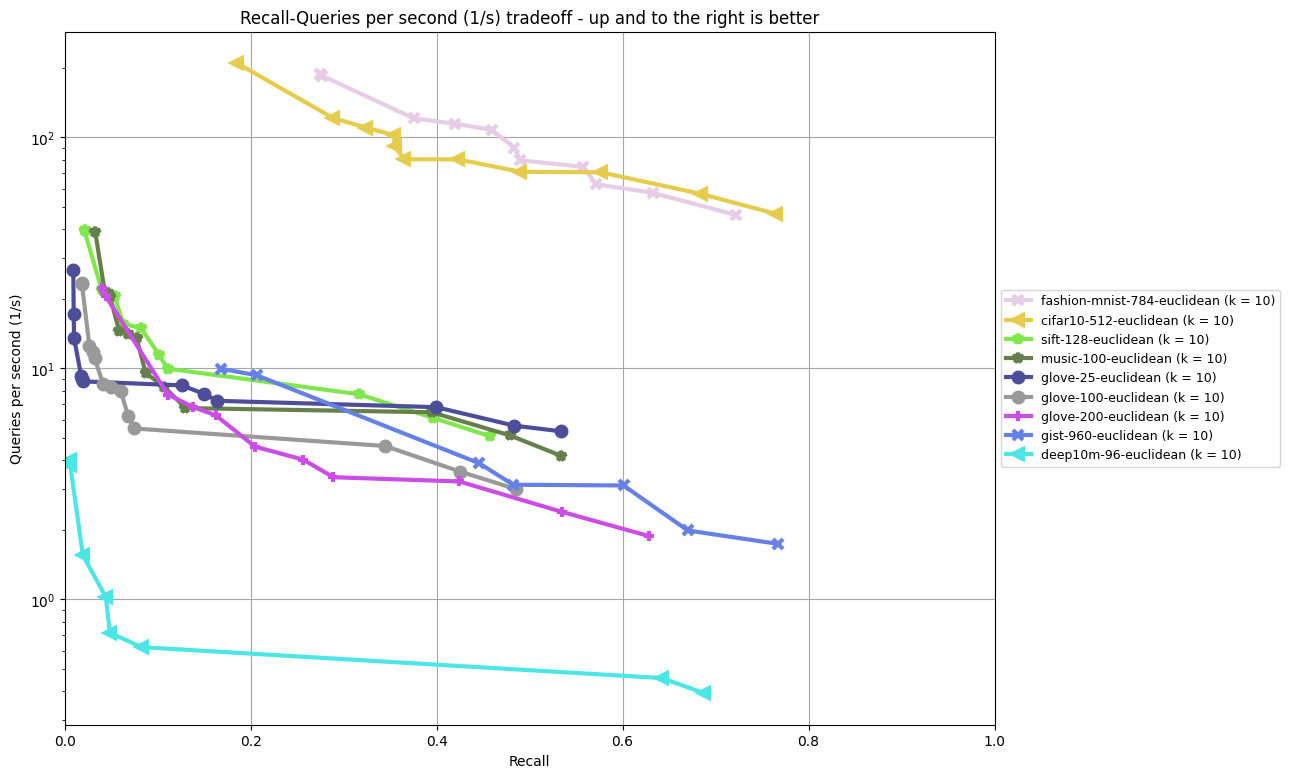 Recall-Queries per second (1/s) tradeoff - up and to the right is better
Queries per second (1/s)
10²
10¹
10⁰
0.0 0.2 0.4 0.6 0.8 1.0
Recall
fashion-mnist-784-euclidean (k = 10)
cifar10-512-euclidean (k = 10)
sift-128-euclidean (k = 10)
music-100-euclidean (k = 10)
glove-25-euclidean (k = 10)
glove-100-euclidean (k = 10)
glove-200-euclidean (k = 10)
gist-960-euclidean (k = 10)
deep10m-96-euclidean (k = 10)